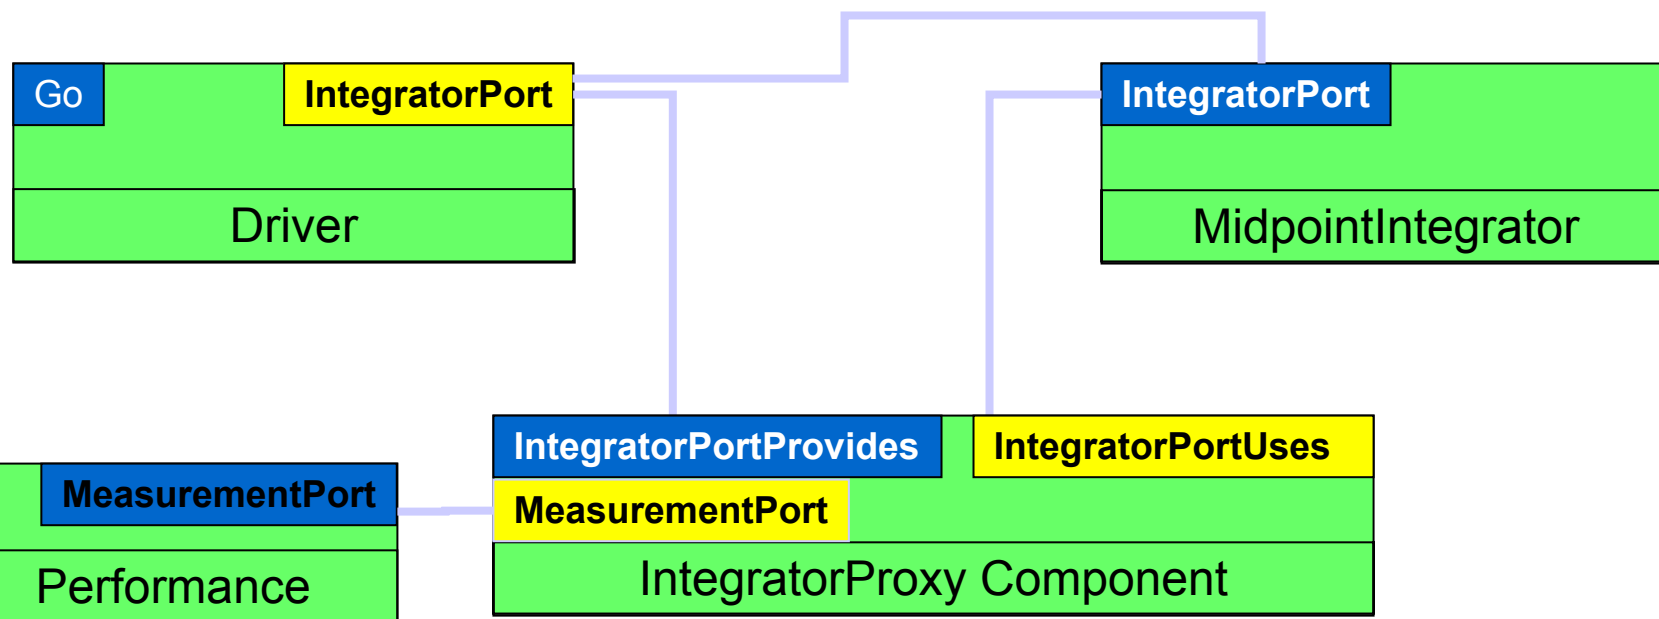 Go
IntegratorPort
IntegratorPort
Driver
MidpointIntegrator
IntegratorPortProvides
IntegratorPortUses
MeasurementPort
MeasurementPort
Performance
IntegratorProxy Component